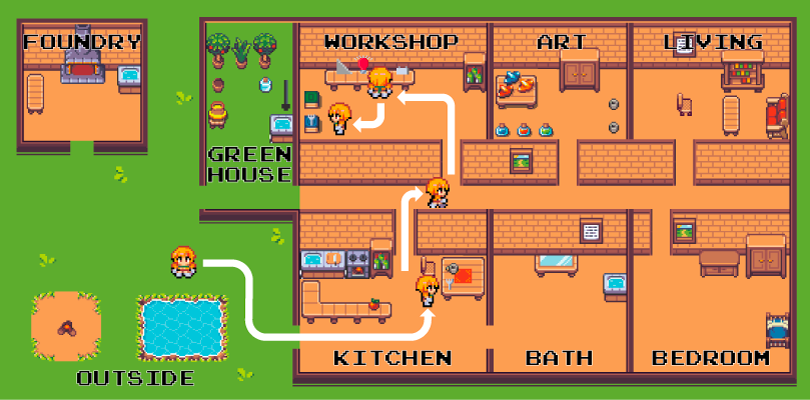 FOUNDRY
WORKSHOP
ART
LIVING
GREEN
HOUSE
KITCHEN
BATH
BEDROOM
OUTSIDE